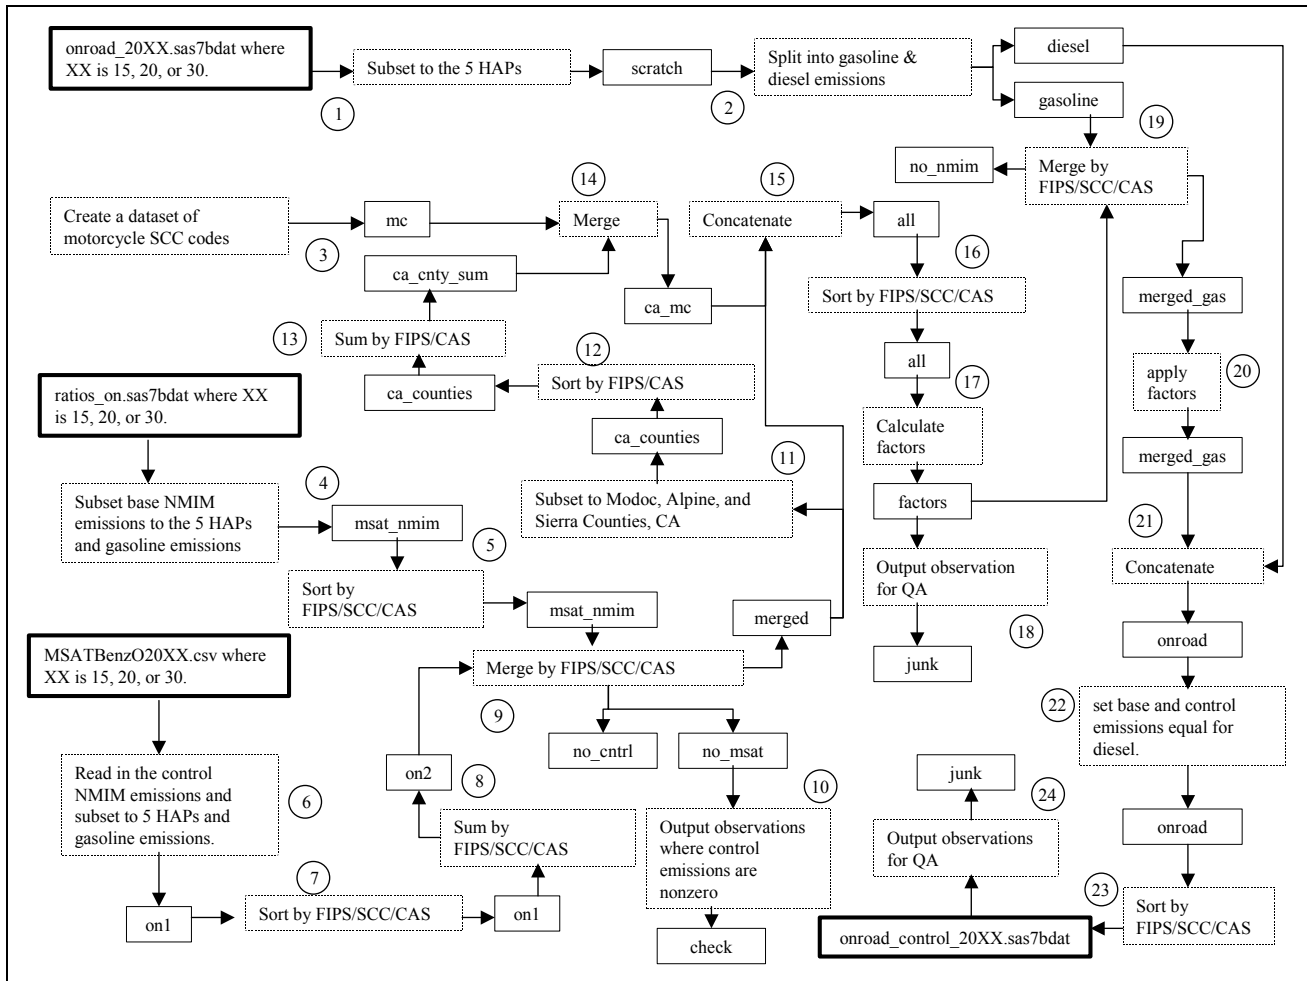 onroad_20XX.sas7bdat where
XX is 15, 20, or 30.
1
Subset to the 5 HAPs
scratch
2
Split into gasoline &
diesel emissions
diesel
gasoline
19
no_nmim
Merge by
FIPS/SCC/CAS
Create a dataset of
motorcycle SCC codes
3
mc
14
Merge
15
Concatenate
all
16
Sort by FIPS/SCC/CAS
ca_cnty_sum
ca_mc
merged_gas
13
Sum by FIPS/CAS
12
Sort by FIPS/CAS
ca_counties
all
17
apply
factors
20
ratios_on.sas7bdat where XX
is 15, 20, or 30.
ca_counties
11
Calculate
factors
merged_gas
Subset base NMIM
emissions to the 5 HAPs
and gasoline emissions
4
msat_nmim
5
Subset to Modoc, Alpine, and
Sierra Counties, CA
factors
21
Sort by
FIPS/SCC/CAS
msat_nmim
merged
Output observation
for QA
18
Concatenate
MSATBenzO20XX.csv where
XX is 15, 20, or 30.
Merge by FIPS/SCC/CAS
9
junk
onroad
no_cntrl
no_msat
22
set base and control
emissions equal for
diesel.
Read in the control
NMIM emissions and
subset to 5 HAPs and
gasoline emissions.
6
on2
8
10
junk
24
onroad
Sum by
FIPS/SCC/CAS
Output observations
where control
emissions are
nonzero
Output observations
for QA
7
on1
Sort by FIPS/SCC/CAS
on1
check
onroad_control_20XX.sas7bdat
23
Sort by
FIPS/SCC/CAS